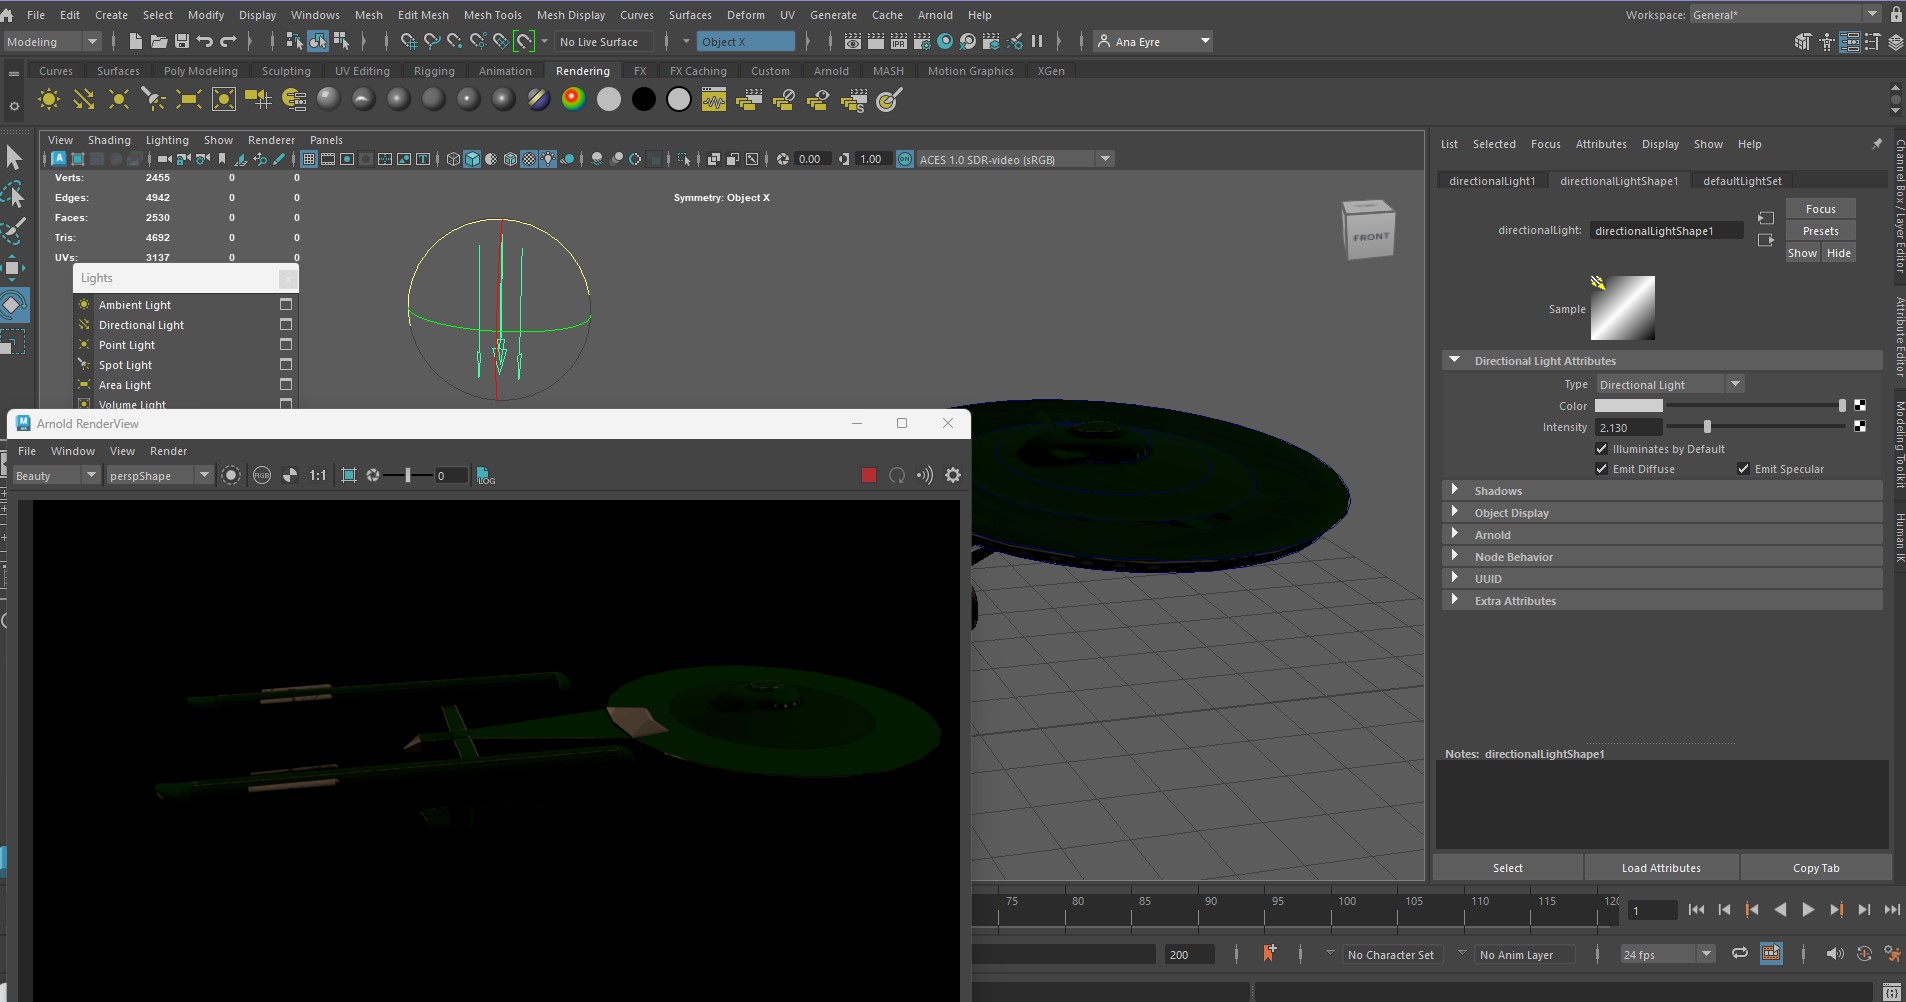 File Edit Create Select Modify Display Windows Mesh Edit Mesh Mesh Tools Mesh Display Curves Surfaces Deform UV Generate Cache Arnold Help Workspace: General*
Modeling No Live Surface Object X IPR Ana Eyre
Curves Surfaces Poly Modeling Sculpting UV Editing Rigging Animation Rendering FX FX Caching Custom Arnold MASH Motion Graphics XGen
View Shading Lighting Show Renderer Panels
0.00 1.00 ON ACES 1.0 SDR-video (sRGB)
Verts: 2455 0 0
Edges: 4942 0 0
Faces: 2530 0 0
Tris: 4692 0 0
UVs: 3137 0 0
Symmetry: Object X
FRONT
Lights
Ambient Light
Directional Light
Point Light
Spot Light
Area Light
Volume Light
Arnold RenderView
File Window View Render
Beauty perspShape RGB 1:1 0 LOG
List Selected Focus Attributes Display Show Help
directionalLight1 directionalLightShape1 defaultLightSet
Focus
directionalLight: directionalLightShape1 Presets
Show Hide
Sample
Directional Light Attributes
Type Directional Light
Color
Intensity 2.130
Illuminates by Default
Emit Diffuse Emit Specular
Shadows
Object Display
Arnold
Node Behavior
UUID
Extra Attributes
Notes: directionalLightShape1
Select Load Attributes Copy Tab
Channel Box / Layer Editor
Attribute Editor
Modeling Toolkit
Human IK
75 80 85 90 95 100 105 110 115 120 1
200 No Character Set No Anim Layer 24 fps